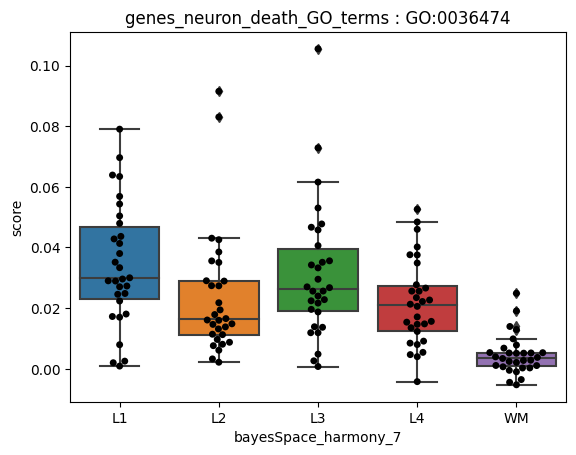 genes_neuron_death_GO_terms : GO:0036474
score
0.10
0.08
0.06
0.04
0.02
0.00
L1 L2 L3 L4 WM
bayesSpace_harmony_7